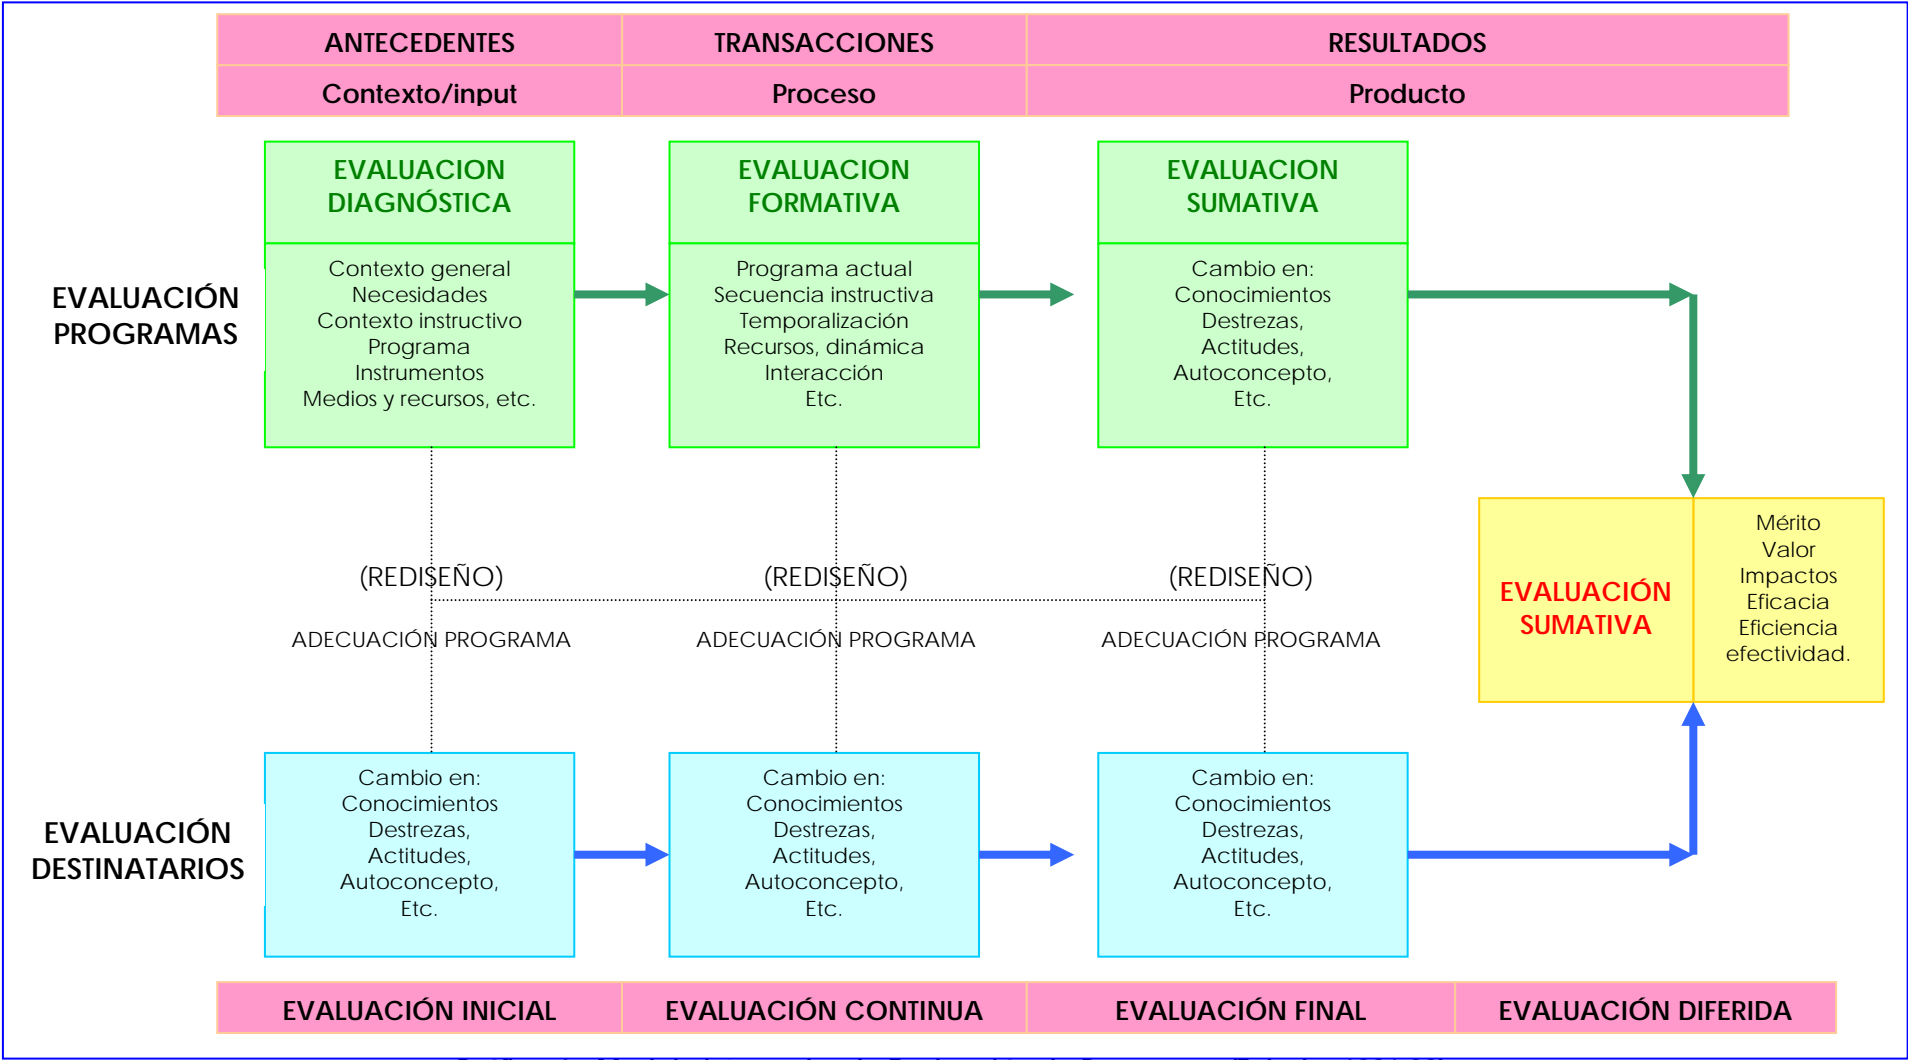 ANTECEDENTES
TRANSACCIONES
RESULTADOS
Contexto/input
Proceso
Producto
EVALUACION
DIAGNÓSTICA
EVALUACION
FORMATIVA
EVALUACION
SUMATIVA
EVALUACIÓN
PROGRAMAS
Contexto general
Necesidades
Contexto instructivo
Programa
Instrumentos
Medios y recursos, etc.
Programa actual
Secuencia instructiva
Temporalización
Recursos, dinámica
Interacción
Etc.
Cambio en:
Conocimientos
Destrezas,
Actitudes,
Autoconcepto,
Etc.
(REDISEÑO)
(REDISEÑO)
(REDISEÑO)
ADECUACIÓN PROGRAMA
ADECUACIÓN PROGRAMA
ADECUACIÓN PROGRAMA
EVALUACIÓN
SUMATIVA
Mérito
Valor
Impactos
Eficacia
Eficiencia
efectividad.
EVALUACIÓN
DESTINATARIOS
Cambio en:
Conocimientos
Destrezas,
Actitudes,
Autoconcepto,
Etc.
Cambio en:
Conocimientos
Destrezas,
Actitudes,
Autoconcepto,
Etc.
Cambio en:
Conocimientos
Destrezas,
Actitudes,
Autoconcepto,
Etc.
EVALUACIÓN INICIAL
EVALUACIÓN CONTINUA
EVALUACIÓN FINAL
EVALUACIÓN DIFERIDA